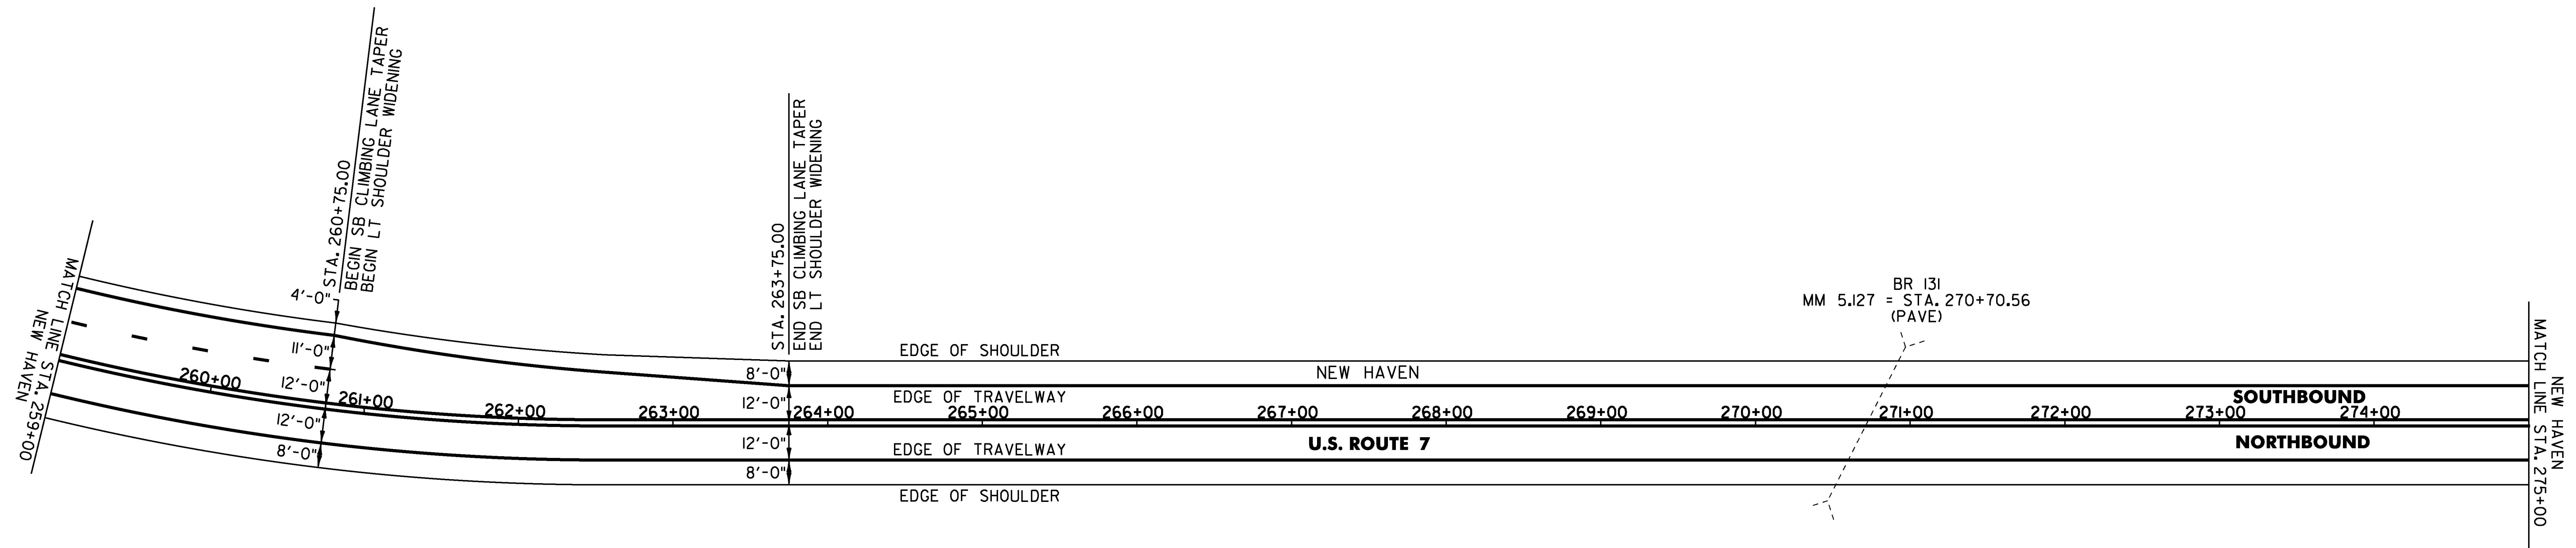 STA. 260+75.00
BEGIN SB CLIMBING LANE TAPER
BEGIN LT SHOULDER WIDENING
STA. 263+75.00
END SB CLIMBING LANE TAPER
END LT SHOULDER WIDENING
MATCH LINE STA. 259+00
NEW HAVEN
4'-0"
11'-0"
12'-0"
12'-0"
8'-0"
8'-0"
12'-0"
12'-0"
8'-0"
EDGE OF SHOULDER
NEW HAVEN
EDGE OF TRAVELWAY
SOUTHBOUND
260+00
261+00
262+00
263+00
264+00
265+00
266+00
267+00
268+00
269+00
270+00
271+00
272+00
273+00
274+00
EDGE OF TRAVELWAY
U.S. ROUTE 7
NORTHBOUND
EDGE OF SHOULDER
BR 131
MM 5.127 = STA. 270+70.56
(PAVE)
NEW HAVEN
MATCH LINE STA. 275+00